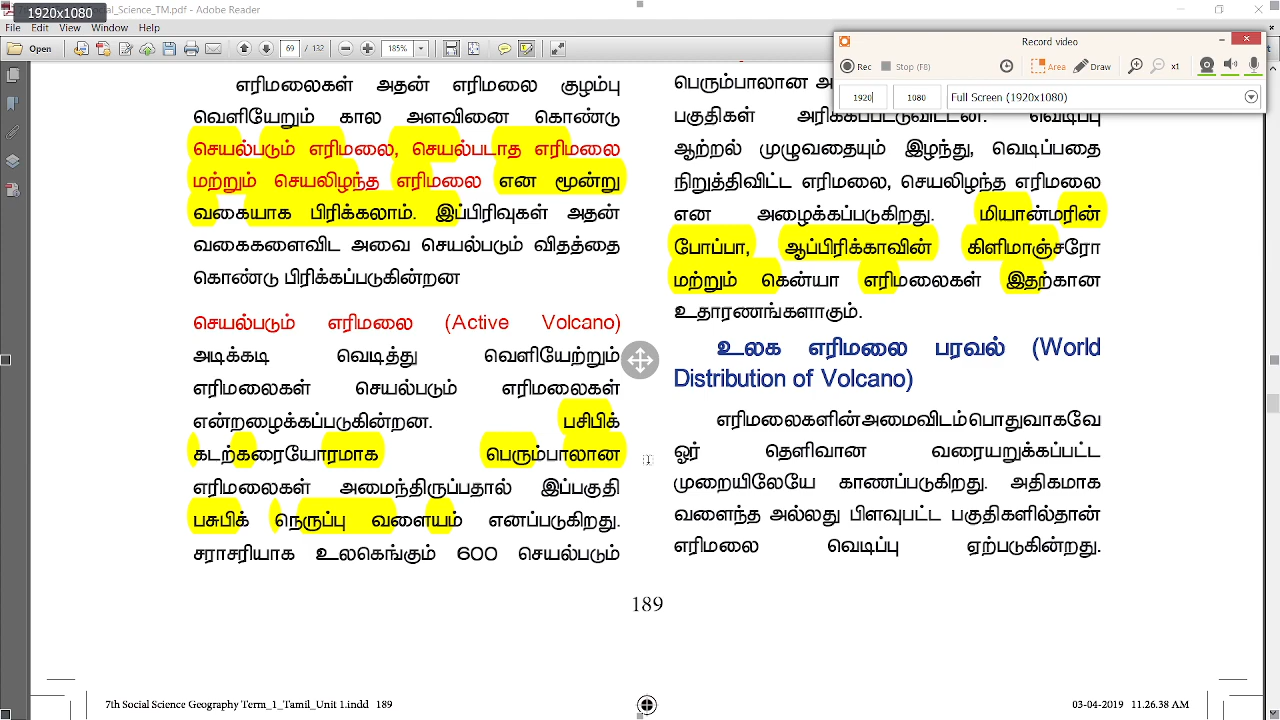 1920x1080
Social_Science_TM.pdf - Adobe Reader
File View Window Help
Open 69 / 132 185%
Record video
Rec Stop (F8) Area Draw x1
1920 1080 Full Screen (1920x1080)
எரிமலைகள் அதன் எரிமலை குழம்பு
வெளியேறும் கால அளவினை கொண்டு
செயல்படும் எரிமலை, செயல்படாத எரிமலை
மற்றும் செயலிழந்த எரிமலை என மூன்று
வகையாக பிரிக்கலாம். இப்பிரிவுகள் அதன்
வகைகளைவிட அவை செயல்படும் விதத்தை
கொண்டு பிரிக்கப்படுகின்றன
செயல்படும் எரிமலை (Active Volcano)
அடிக்கடி வெடித்து வெளியேற்றும்
எரிமலைகள் செயல்படும் எரிமலைகள்
என்றழைக்கப்படுகின்றன. பசிபிக்
கடற்கரையோரமாக பெரும்பாலான
எரிமலைகள் அமைந்திருப்பதால் இப்பகுதி
பசுபிக் நெருப்பு வளையம் எனப்படுகிறது.
சராசரியாக உலகெங்கும் 600 செயல்படும்
பெரும்பாலான
பகுதிகள் அரிக்கப்பட்டுவிட்டன. வெடிப்பு
ஆற்றல் முழுவதையும் இழந்து, வெடிப்பதை
நிறுத்திவிட்ட எரிமலை, செயலிழந்த எரிமலை
என அழைக்கப்படுகிறது. மியான்மரின்
போப்பா, ஆப்பிரிக்காவின் கிளிமாஞ்சரோ
மற்றும் கென்யா எரிமலைகள் இதற்கான
உதாரணங்களாகும்.
உலக எரிமலை பரவல் (World
Distribution of Volcano)
எரிமலைகளின் அமைவிடம் பொதுவாகவே
ஓர் தெளிவான வரையறுக்கப்பட்ட
முறையிலேயே காணப்படுகிறது. அதிகமாக
வளைந்த அல்லது பிளவுபட்ட பகுதிகளில்தான்
எரிமலை வெடிப்பு ஏற்படுகின்றது.
189
7th Social Science Geography Term_1_Tamil_Unit 1.indd 189 03-04-2019 11.26.38 AM